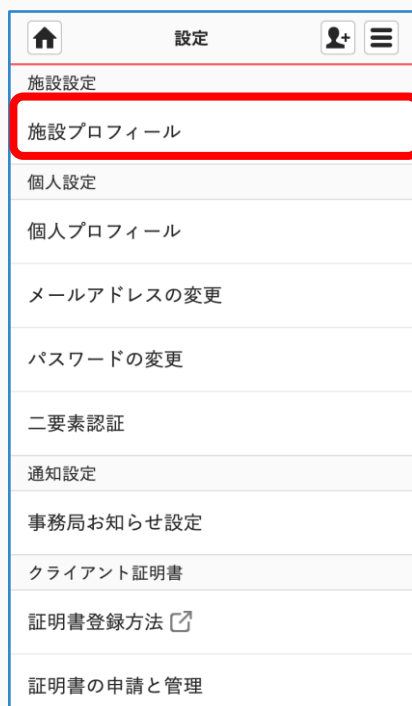 設定
施設設定
施設プロフィール
個人設定
個人プロフィール
メールアドレスの変更
パスワードの変更
二要素認証
通知設定
事務局お知らせ設定
クライアント証明書
証明書登録方法
証明書の申請と管理